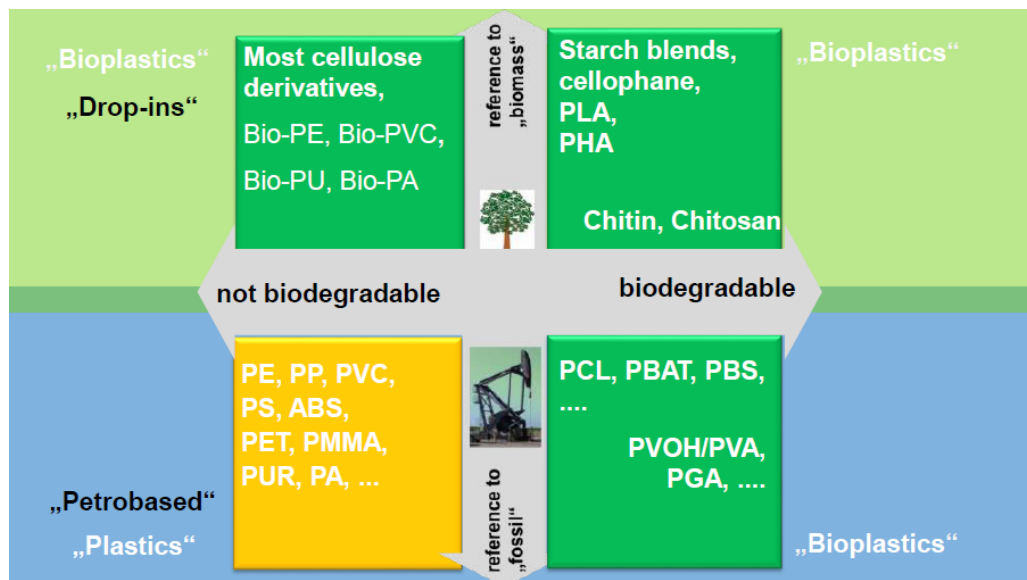 „Bioplastics“
„Drop-ins“
Most cellulose
derivatives,
Bio-PE, Bio-PVC,
Bio-PU, Bio-PA
reference to
„biomass“
Starch blends,
cellophane,
PLA,
PHA
Chitin, Chitosan
„Bioplastics“
not biodegradable
biodegradable
PE, PP, PVC,
PS, ABS,
PET, PMMA,
PUR, PA, ...
„Petrobased“
„Plastics“
reference to
„fossil“
PCL, PBAT, PBS,
....
PVOH/PVA,
PGA, ....
„Bioplastics“